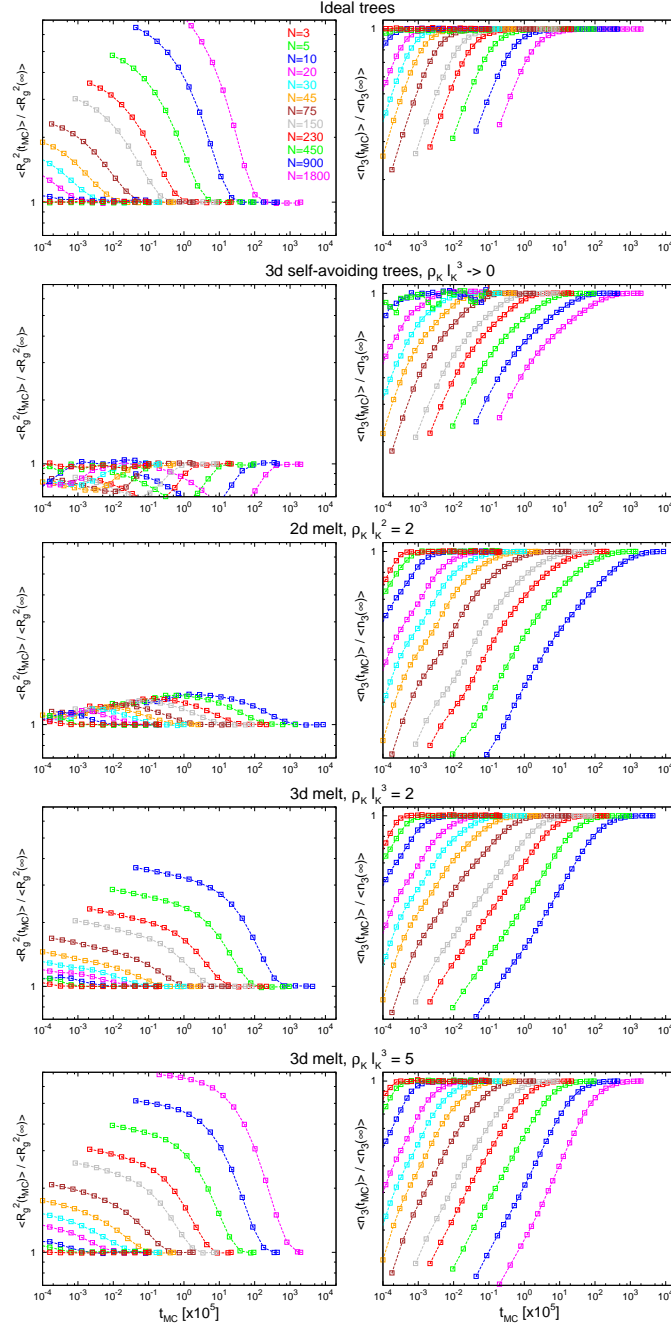 Ideal trees
<R_g^2(t_MC)> / <R_g^2(∞)>
1
N=3
N=5
N=10
N=20
N=30
N=45
N=75
N=150
N=230
N=450
N=900
N=1800
10^-4 10^-3 10^-2 10^-1 10^0 10^1 10^2 10^3 10^4
<n_3(t_MC)> / <n_3(∞)>
1
10^-4 10^-3 10^-2 10^-1 10^0 10^1 10^2 10^3 10^4
3d self-avoiding trees, ρ_K l_K^3 -> 0
<R_g^2(t_MC)> / <R_g^2(∞)>
1
10^-4 10^-3 10^-2 10^-1 10^0 10^1 10^2 10^3 10^4
<n_3(t_MC)> / <n_3(∞)>
1
10^-4 10^-3 10^-2 10^-1 10^0 10^1 10^2 10^3 10^4
2d melt, ρ_K l_K^2 = 2
<R_g^2(t_MC)> / <R_g^2(∞)>
1
10^-4 10^-3 10^-2 10^-1 10^0 10^1 10^2 10^3 10^4
<n_3(t_MC)> / <n_3(∞)>
1
10^-4 10^-3 10^-2 10^-1 10^0 10^1 10^2 10^3 10^4
3d melt, ρ_K l_K^3 = 2
<R_g^2(t_MC)> / <R_g^2(∞)>
1
10^-4 10^-3 10^-2 10^-1 10^0 10^1 10^2 10^3 10^4
<n_3(t_MC)> / <n_3(∞)>
1
10^-4 10^-3 10^-2 10^-1 10^0 10^1 10^2 10^3 10^4
3d melt, ρ_K l_K^3 = 5
<R_g^2(t_MC)> / <R_g^2(∞)>
1
10^-4 10^-3 10^-2 10^-1 10^0 10^1 10^2 10^3 10^4
t_MC [x10^5]
<n_3(t_MC)> / <n_3(∞)>
1
10^-4 10^-3 10^-2 10^-1 10^0 10^1 10^2 10^3 10^4
t_MC [x10^5]